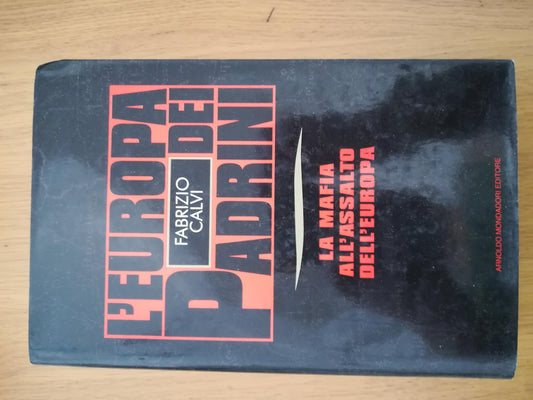 L'EUROPA
DEI
PADRINI
FABRIZIO
CALVI
LA MAFIA
ALL'ASSALTO
DELL'EUROPA
ARNOLDO MONDADORI EDITORE